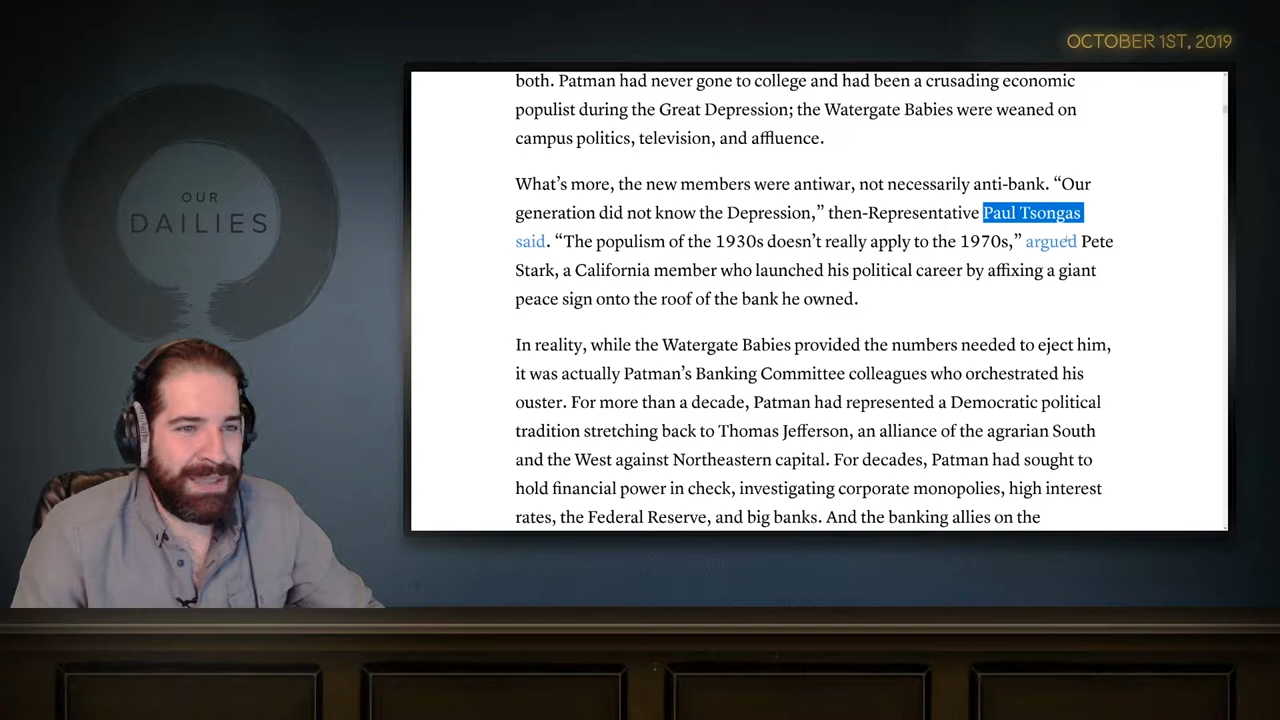 OCTOBER 1ST, 2019
OUR
DAILIES
both. Patman had never gone to college and had been a crusading economic
populist during the Great Depression; the Watergate Babies were weaned on
campus politics, television, and affluence.
What’s more, the new members were antiwar, not necessarily anti-bank. “Our
generation did not know the Depression,” then-Representative Paul Tsongas
said. “The populism of the 1930s doesn’t really apply to the 1970s,” argued Pete
Stark, a California member who launched his political career by affixing a giant
peace sign onto the roof of the bank he owned.
In reality, while the Watergate Babies provided the numbers needed to eject him,
it was actually Patman’s Banking Committee colleagues who orchestrated his
ouster. For more than a decade, Patman had represented a Democratic political
tradition stretching back to Thomas Jefferson, an alliance of the agrarian South
and the West against Northeastern capital. For decades, Patman had sought to
hold financial power in check, investigating corporate monopolies, high interest
rates, the Federal Reserve, and big banks. And the banking allies on the